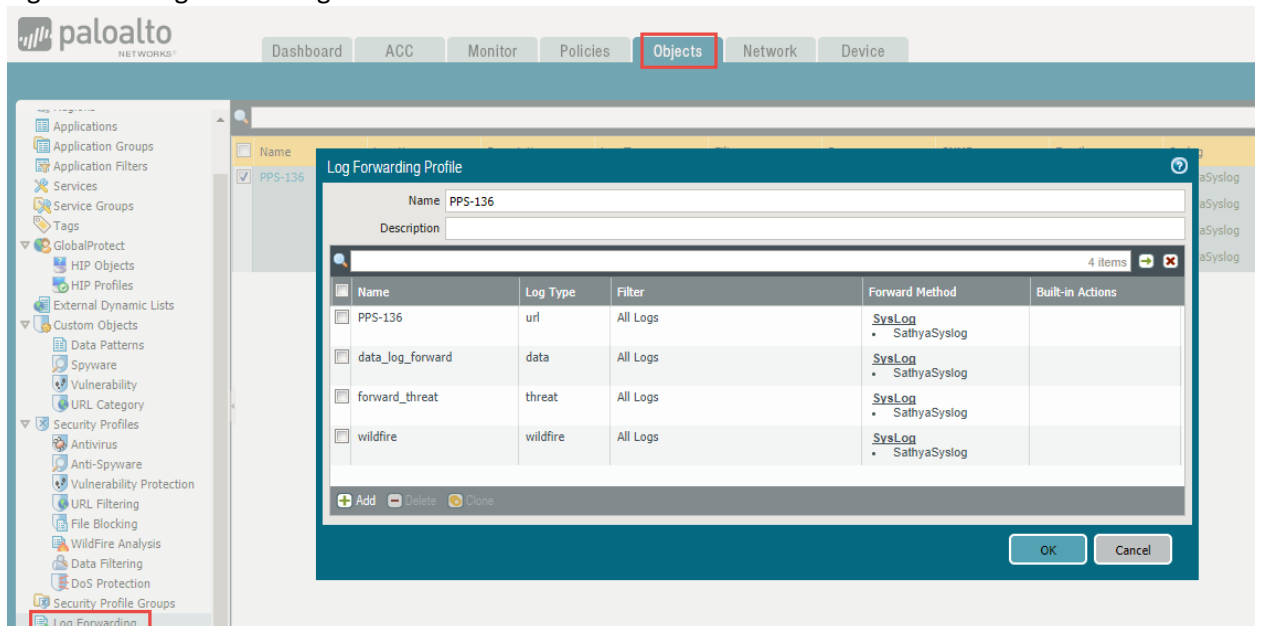 paloalto
NETWORKS
Dashboard ACC Monitor Policies Objects Network Device
Applications
Application Groups
Application Filters
Services
Service Groups
Tags
GlobalProtect
HIP Objects
HIP Profiles
External Dynamic Lists
Custom Objects
Data Patterns
Spyware
Vulnerability
URL Category
Security Profiles
Antivirus
Anti-Spyware
Vulnerability Protection
URL Filtering
File Blocking
WildFire Analysis
Data Filtering
DoS Protection
Security Profile Groups
Log Forwarding
Name
PPS-136
aSyslog
aSyslog
aSyslog
aSyslog
Log Forwarding Profile
Name PPS-136
Description
4 items
Name Log Type Filter Forward Method Built-in Actions
PPS-136 url All Logs SysLog
• SathyaSyslog
data_log_forward data All Logs SysLog
• SathyaSyslog
forward_threat threat All Logs SysLog
• SathyaSyslog
wildfire wildfire All Logs SysLog
• SathyaSyslog
Add Delete Clone
OK Cancel